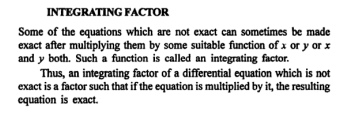 INTEGRATING FACTOR
Some of the equations which are not exact can sometimes be made
exact after multiplying them by some suitable function of x or y or x
and y both. Such a function is called an integrating factor.
Thus, an integrating factor of a differential equation which is not
exact is a factor such that if the equation is multiplied by it, the resulting
equation is exact.